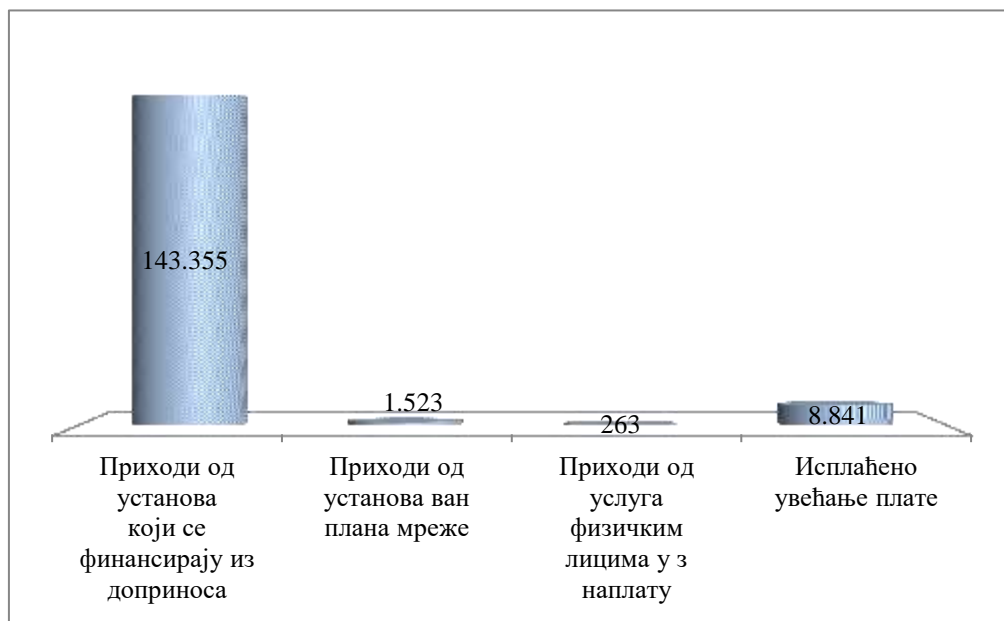 143.355
1.523
263
8.841
Приходи од
установа
који се
финансирају из
доприноса
Приходи од
установа ван
плана мреже
Приходи од
услуга
физичким
лицима у з
наплату
Исплаћено
увећање плате